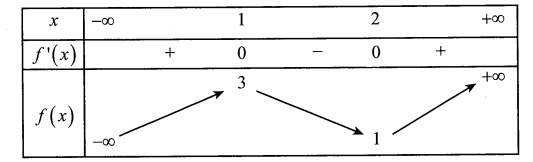 x −∞ 1 2 +∞
f'(x) + 0 − 0 +
3 +∞
f(x)
−∞ 1